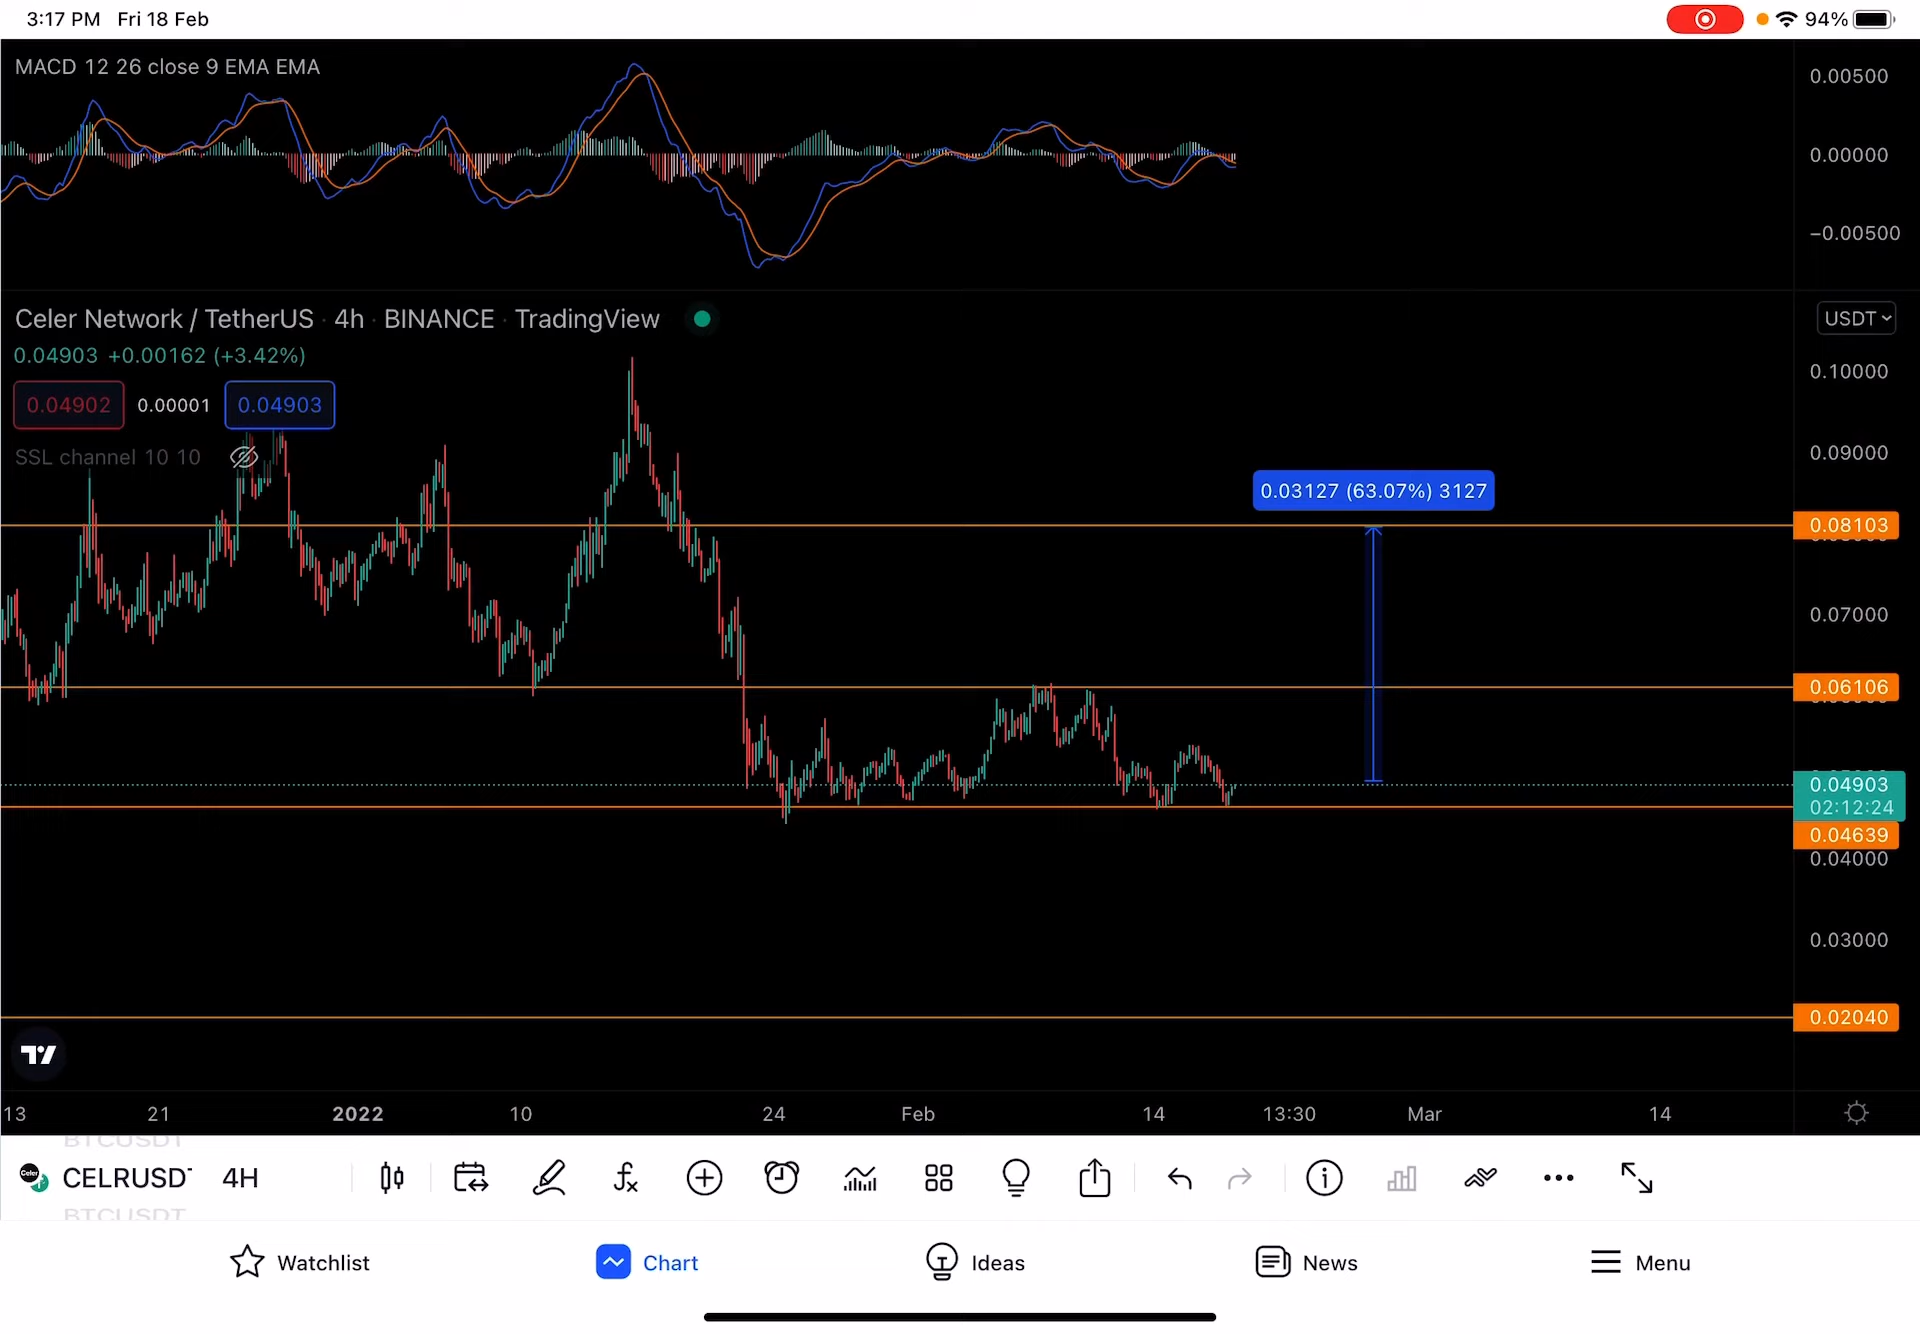 3:17 PM Fri 18 Feb 94%
MACD 12 26 close 9 EMA EMA
0.00500
0.00000
−0.00500
Celer Network / TetherUS · 4h · BINANCE · TradingView
USDT
0.04903 +0.00162 (+3.42%)
0.04902 0.00001 0.04903
SSL channel 10 10
0.10000
0.09000
0.03127 (63.07%) 3127
0.08103
0.07000
0.06106
0.04903
02:12:24
0.04639
0.04000
0.03000
0.02040
13 21 2022 10 24 Feb 14 13:30 Mar 14
BTCUSDT
CELRUSDT 4H
BTCUSDT
Watchlist Chart Ideas News Menu